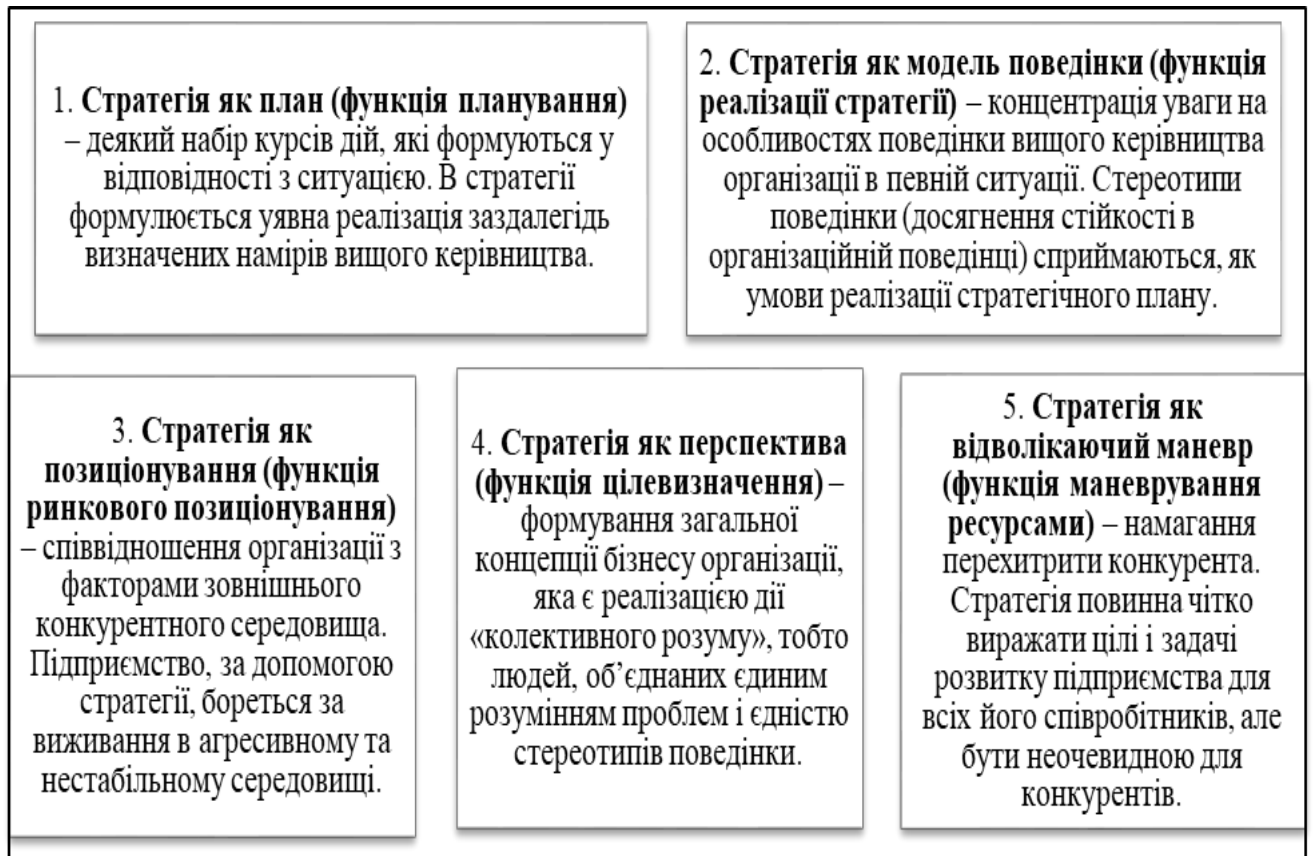 1. Стратегія як план (функція планування)
– деякий набір курсів дій, які формуються у
відповідності з ситуацією. В стратегії
формулюється уявна реалізація заздалегідь
визначених намірів вищого керівництва.
2. Стратегія як модель поведінки (функція
реалізації стратегії) – концентрація уваги на
особливостях поведінки вищого керівництва
організації в певній ситуації. Стереотипи
поведінки (досягнення стійкості в
організаційній поведінці) сприймаються, як
умови реалізації стратегічного плану.
3. Стратегія як
позиціонування (функція
ринкового позиціонування)
– співвідношення організації з
факторами зовнішнього
конкурентного середовища.
Підприємство, за допомогою
стратегії, бореться за
виживання в агресивному та
нестабільному середовищі.
4. Стратегія як перспектива
(функція цілевизначення) –
формування загальної
концепції бізнесу організації,
яка є реалізацією дії
«колективного розуму», тобто
людей, об’єднаних єдиним
розумінням проблем і єдністю
стереотипів поведінки.
5. Стратегія як
відволікаючий маневр
(функція маневрування
ресурсами) – намагання
перехитрити конкурента.
Стратегія повинна чітко
виражати цілі і задачі
розвитку підприємства для
всіх його співробітників, але
бути неочевидною для
конкурентів.